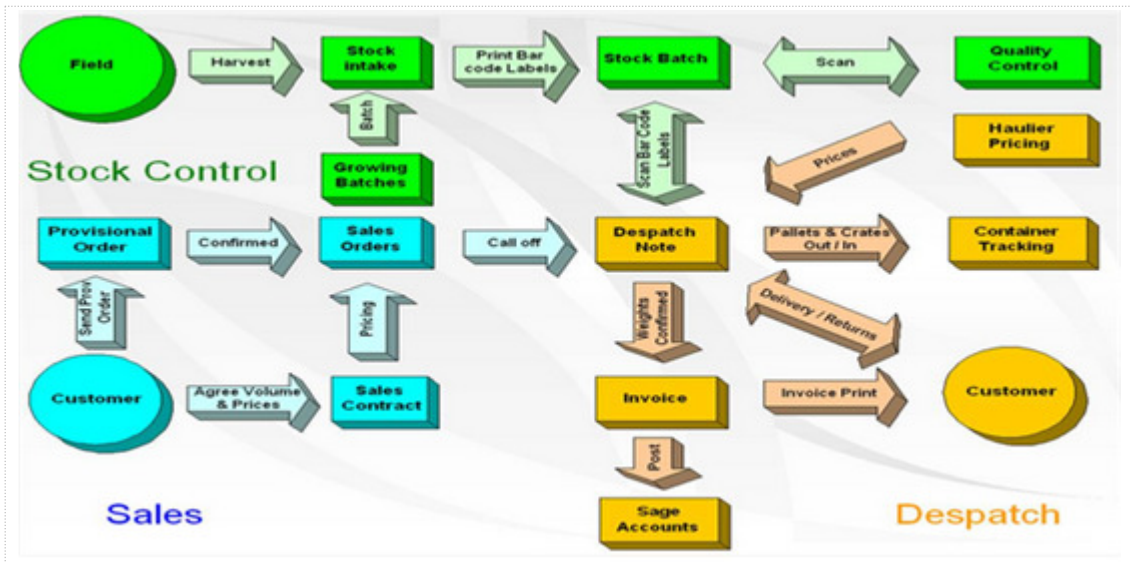 Field
Harvest
Stock
intake
Print Bar
code Labels
Stock Batch
Scan
Quality
Control
Batch
Scan Bar Code
Labels
Prices
Haulier
Pricing
Stock Control
Growing
Batches
Provisional
Order
Confirmed
Sales
Orders
Call off
Despatch
Note
Pallets & Crates
Out / In
Container
Tracking
Send Prov
Order
Pricing
Weights
Confirmed
Delivery / Returns
Customer
Agree Volume
& Prices
Sales
Contract
Invoice
Invoice Print
Customer
Post
Sales
Sage
Accounts
Despatch